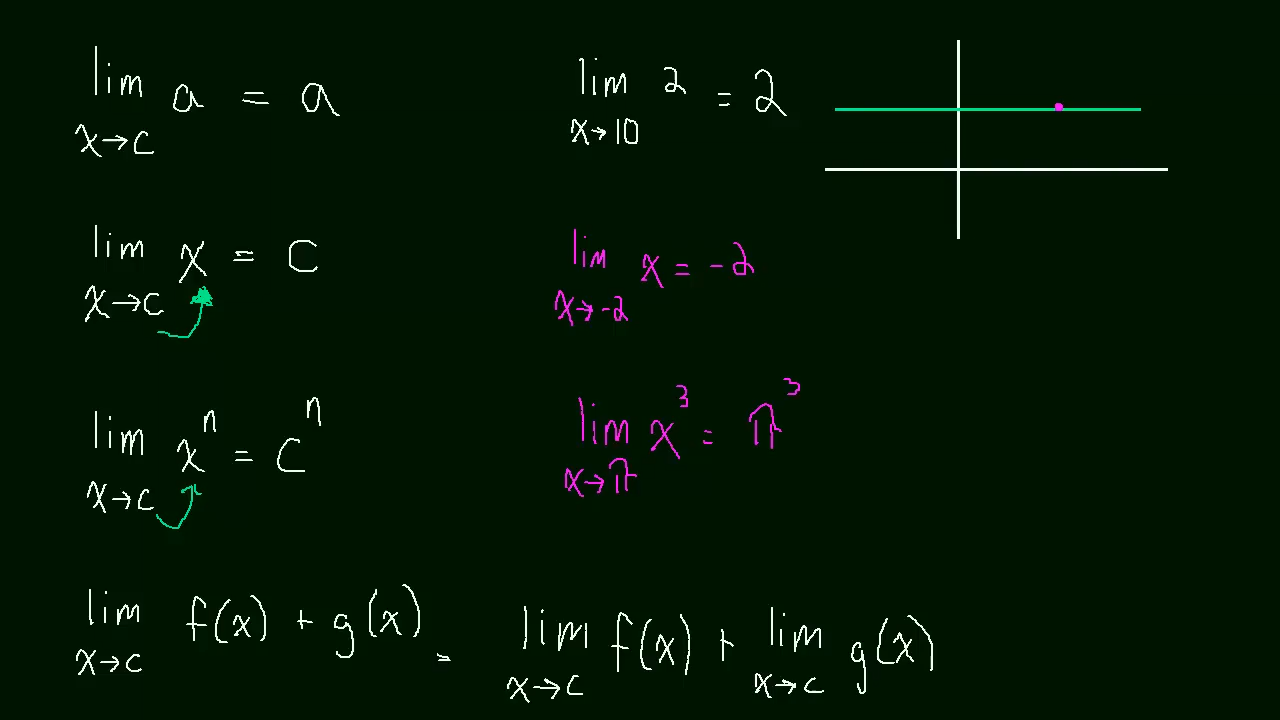 lim x→c a = a
lim x→10 2 = 2
lim x→c x = c
lim x→-2 x = -2
lim x→c xⁿ = cⁿ
lim x→π x³ = π³
lim x→c f(x) + g(x) = lim x→c f(x) + lim x→c g(x)